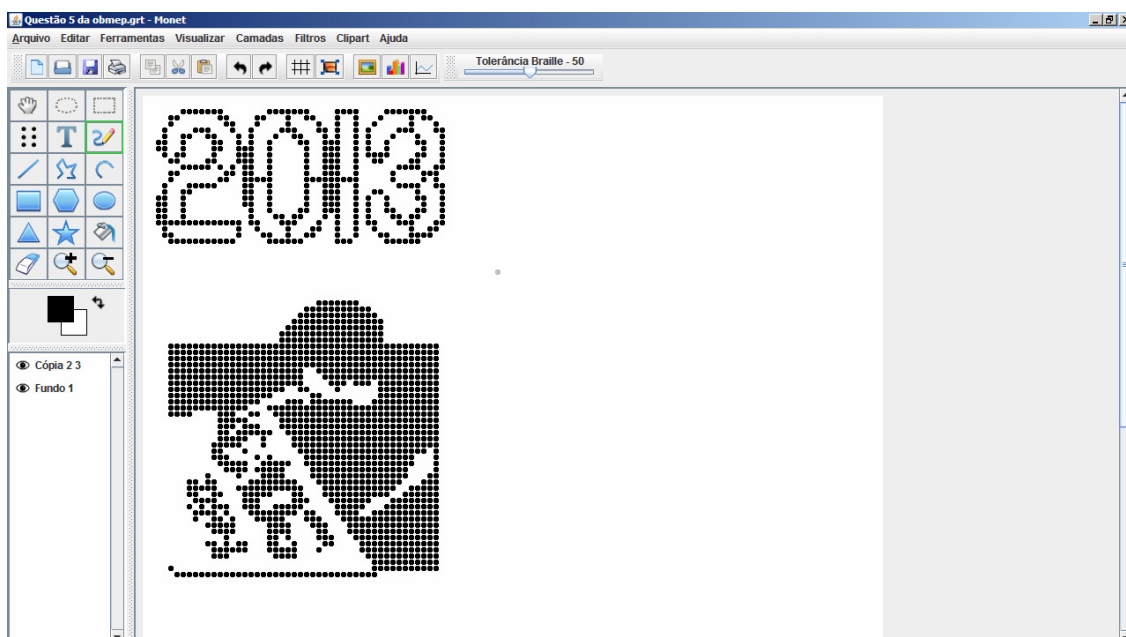 Questão 5 da obmep.grt - Monet
Arquivo Editar Ferramentas Visualizar Camadas Filtros Clipart Ajuda
Tolerância Braille - 50
T
2013
Cópia 2 3
Fundo 1